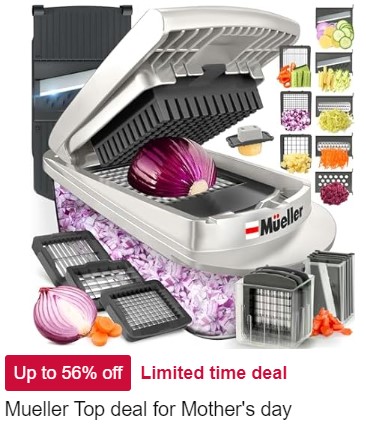 Mueller
Up to 56% off
Limited time deal
Mueller Top deal for Mother's day